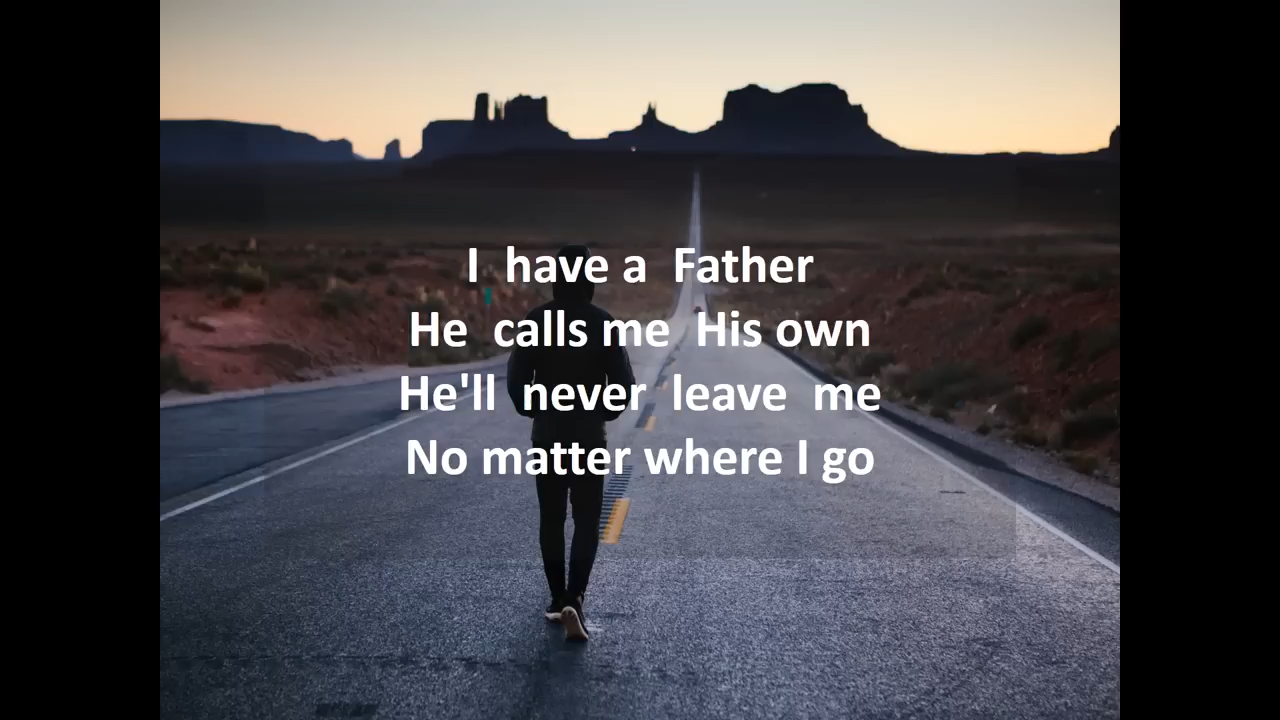 I have a Father
He calls me His own
He'll never leave me
No matter where I go